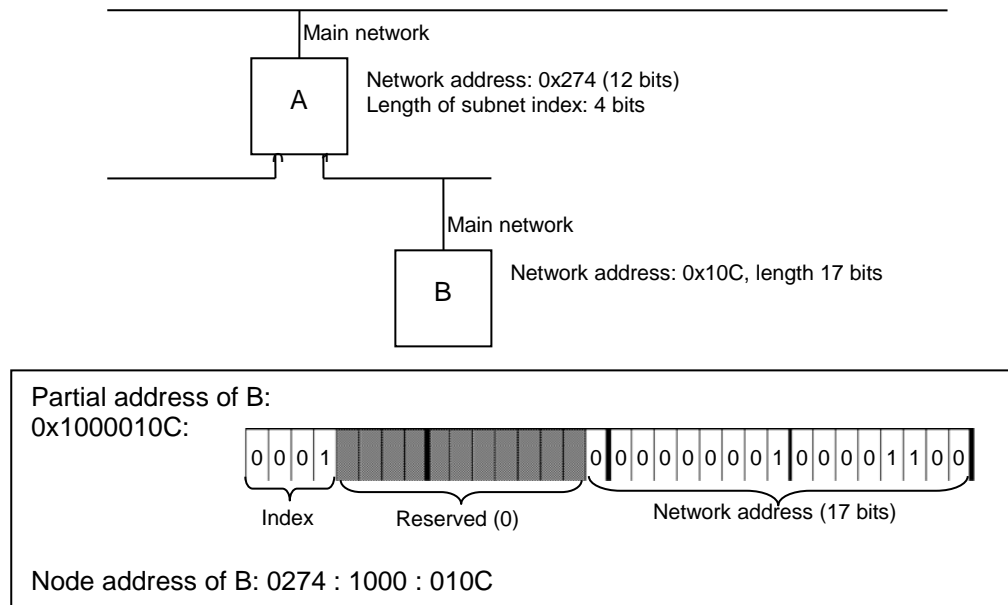 Main network
A
Network address: 0x274 (12 bits)
Length of subnet index: 4 bits
Main network
B
Network address: 0x10C, length 17 bits
Partial address of B:
0x1000010C:
0 0 0 1 0 0 0 0 0 0 0 0 1 0 0 0 0 1 1 0 0
Index Reserved (0) Network address (17 bits)
Node address of B: 0274 : 1000 : 010C